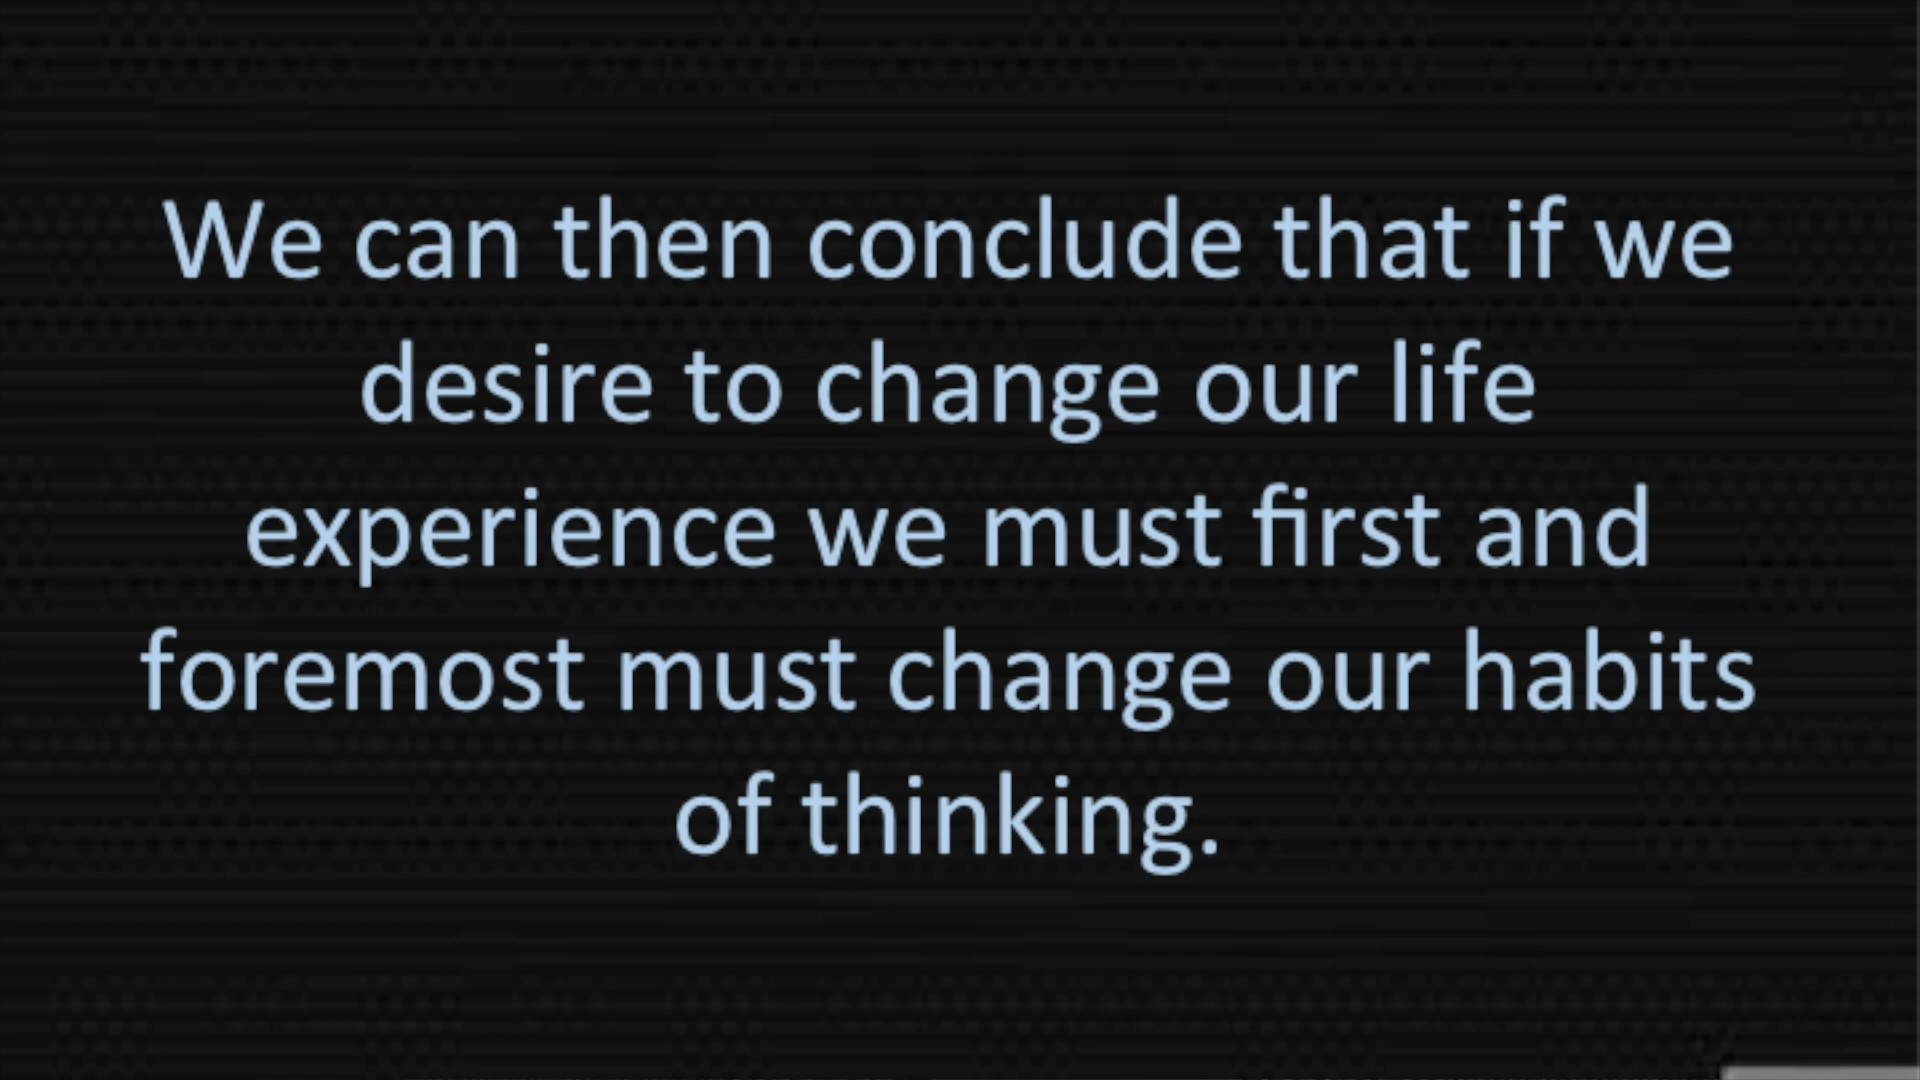 We can then conclude that if we
desire to change our life
experience we must first and
foremost must change our habits
of thinking.